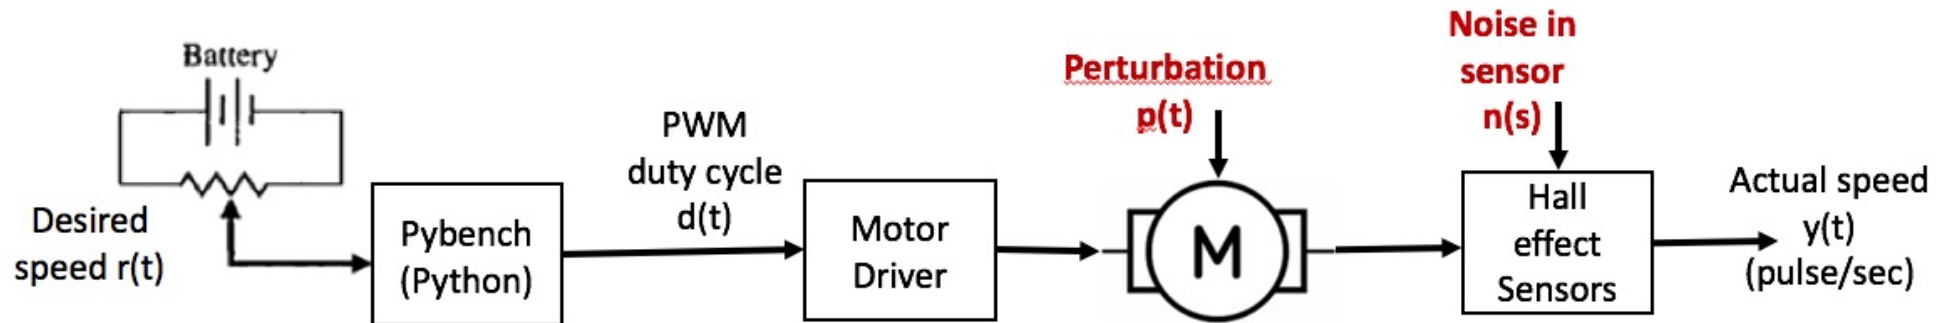 Battery
Desired
speed r(t)
Pybench
(Python)
PWM
duty cycle
d(t)
Motor
Driver
Perturbation
p(t)
M
Noise in
sensor
n(s)
Hall
effect
Sensors
Actual speed
y(t)
(pulse/sec)